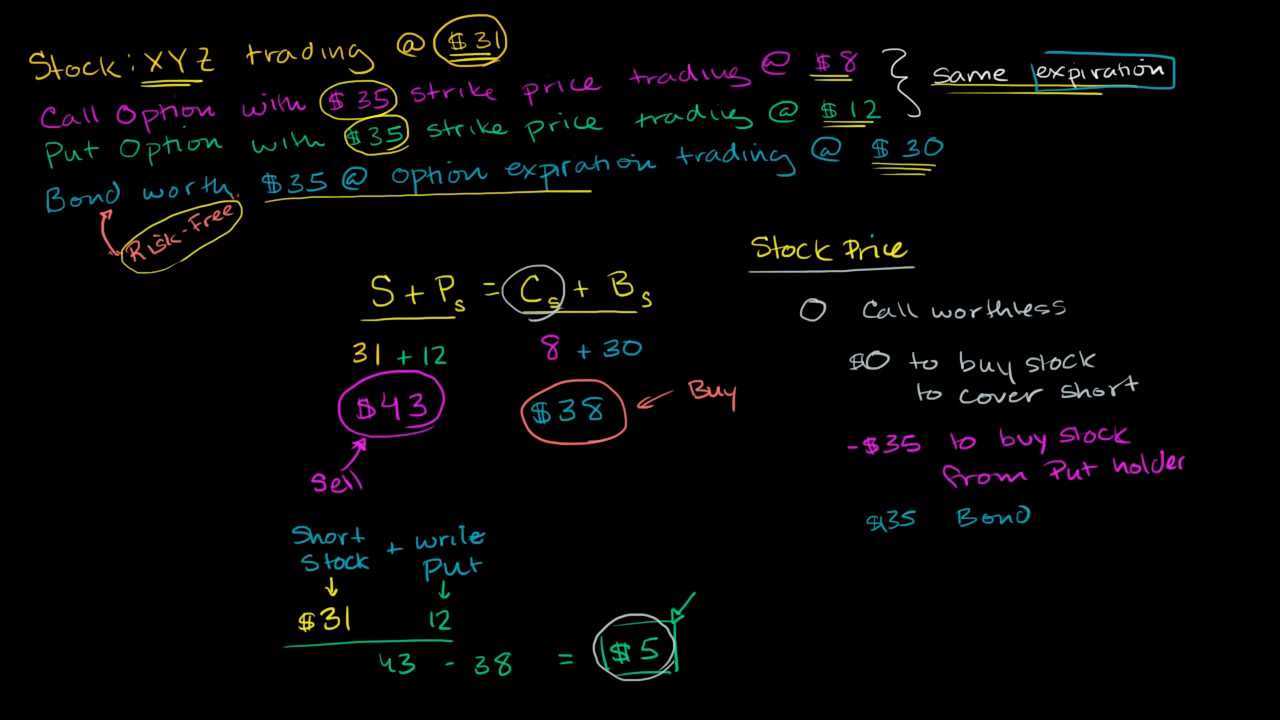 Stock: XYZ trading @ $31
Call Option with $35 strike price trading @ $8
Put Option with $35 strike price trading @ $12
same expiration
Bond worth $35 @ option expiration trading @ $30
Risk-Free
S + Ps = Cs + Bs
31 + 12
8 + 30
$43
$38
Buy
Sell
Short Stock + write Put
$31
12
43 - 38 = $5
Stock Price
0 Call worthless
$0 to buy stock
to cover short
-$35 to buy stock
from Put holder
$35 Bond